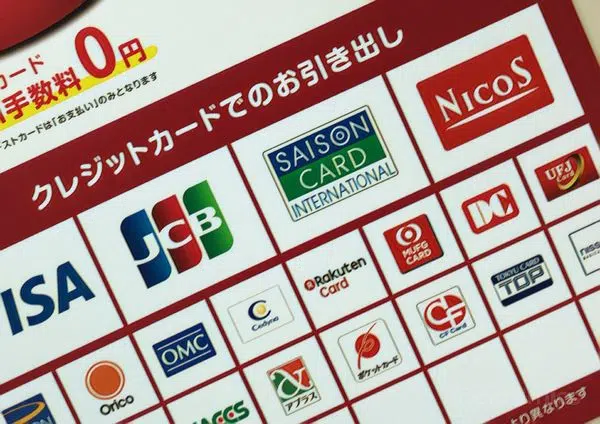 カード
手数料0円
ストカードは「お支払い」のみとなります
クレジットカードでのお引き出し
VISA
JCB
SAISON
CARD
INTERNATIONAL
NICOS
OMC
Cedyna
Rakuten
Card
MUFG
CARD
DC
UFJ Card
Orico
アプラス
ポケットカード
CF
CF Card
TOKYU CARD
TOP
より異なります